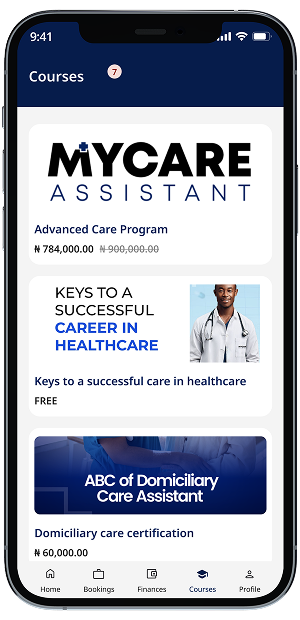 9:41
Courses
7
MYCARE
ASSISTANT
Advanced Care Program
₦ 784,000.00 ₦ 900,000.00
KEYS TO A
SUCCESSFUL
CAREER IN
HEALTHCARE
Keys to a successful care in healthcare
FREE
ABC of Domiciliary
Care Assistant
Domiciliary care certification
₦ 60,000.00
Home Bookings Finances Courses Profile